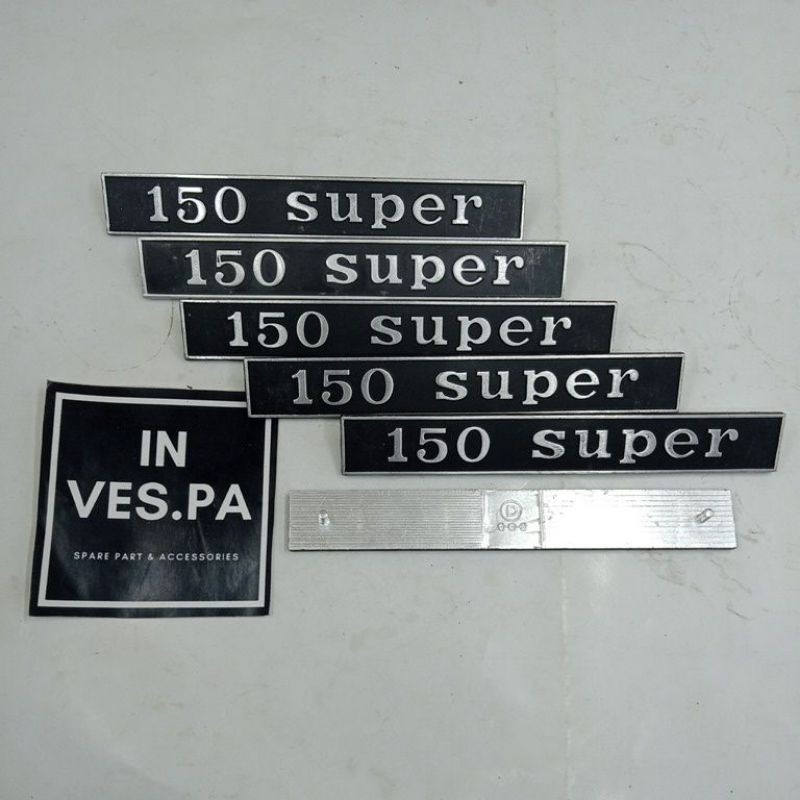 150 super
150 super
150 super
150 super
150 super
IN
VES.PA
SPARE PART & ACCESSORIES
D